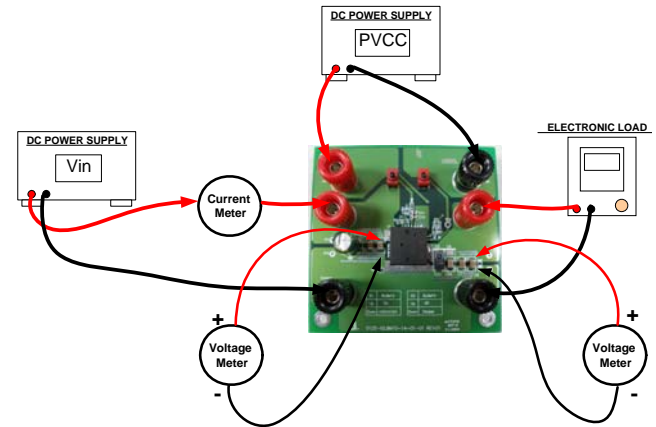 DC POWER SUPPLY
PVCC
DC POWER SUPPLY
Vin
ELECTRONIC LOAD
Current
Meter
+
Voltage
Meter
-
+
Voltage
Meter
-